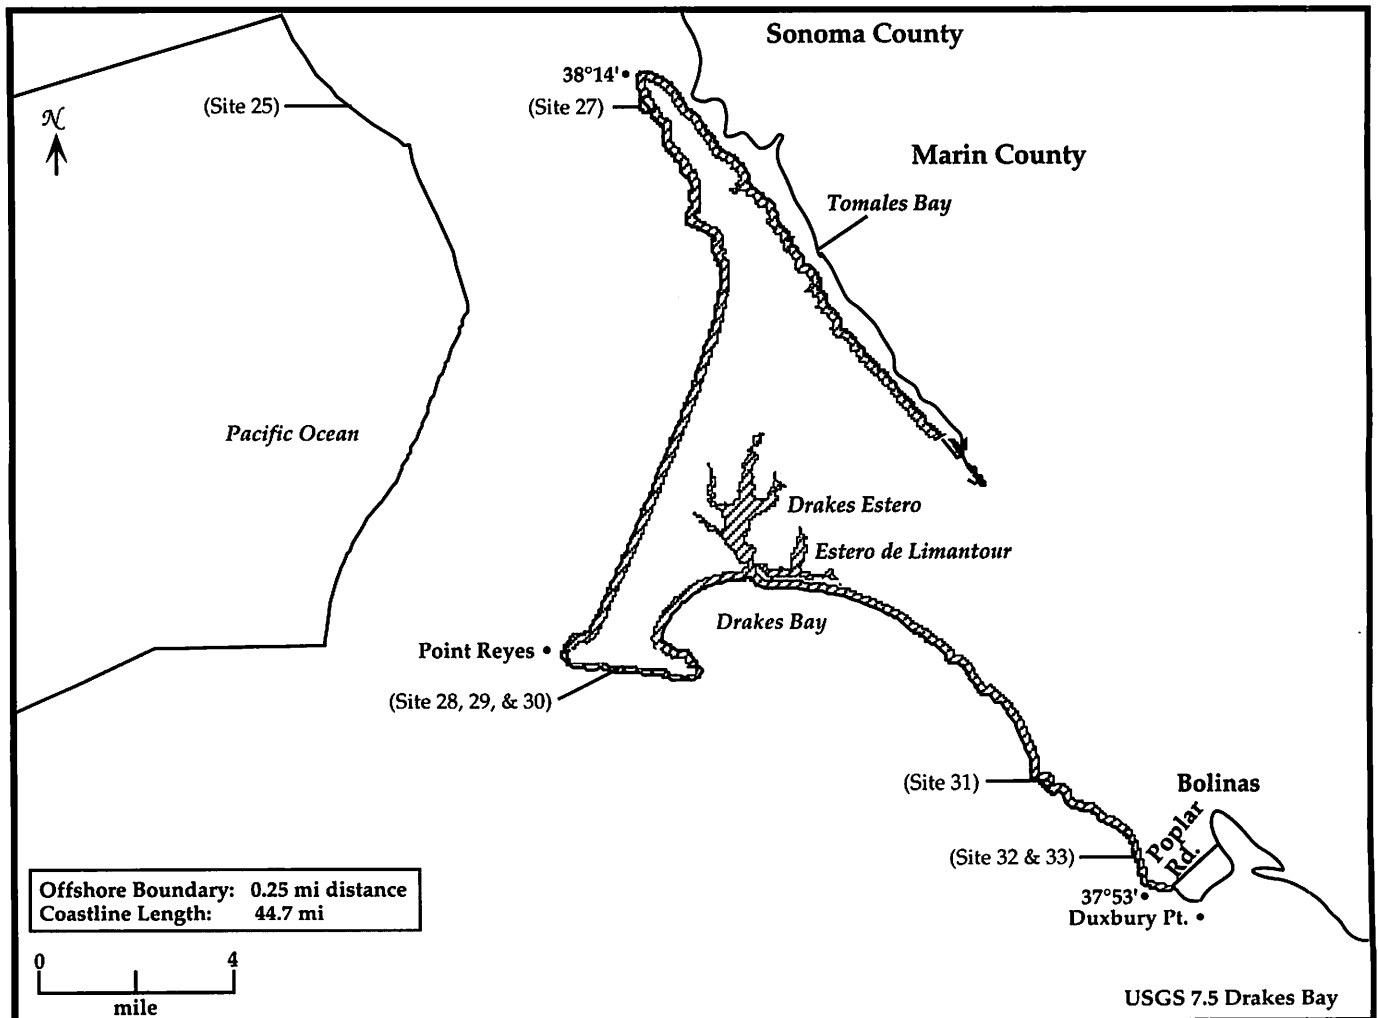 Sonoma County
38°14'
(Site 25)
(Site 27)
N
Marin County
Tomales Bay
Pacific Ocean
Drakes Estero
Estero de Limantour
Drakes Bay
Point Reyes
(Site 28, 29, & 30)
(Site 31)
Bolinas
Poplar
Rd.
(Site 32 & 33)
37°53'
Duxbury Pt.
Offshore Boundary: 0.25 mi distance
Coastline Length: 44.7 mi
0 4
mile
USGS 7.5 Drakes Bay